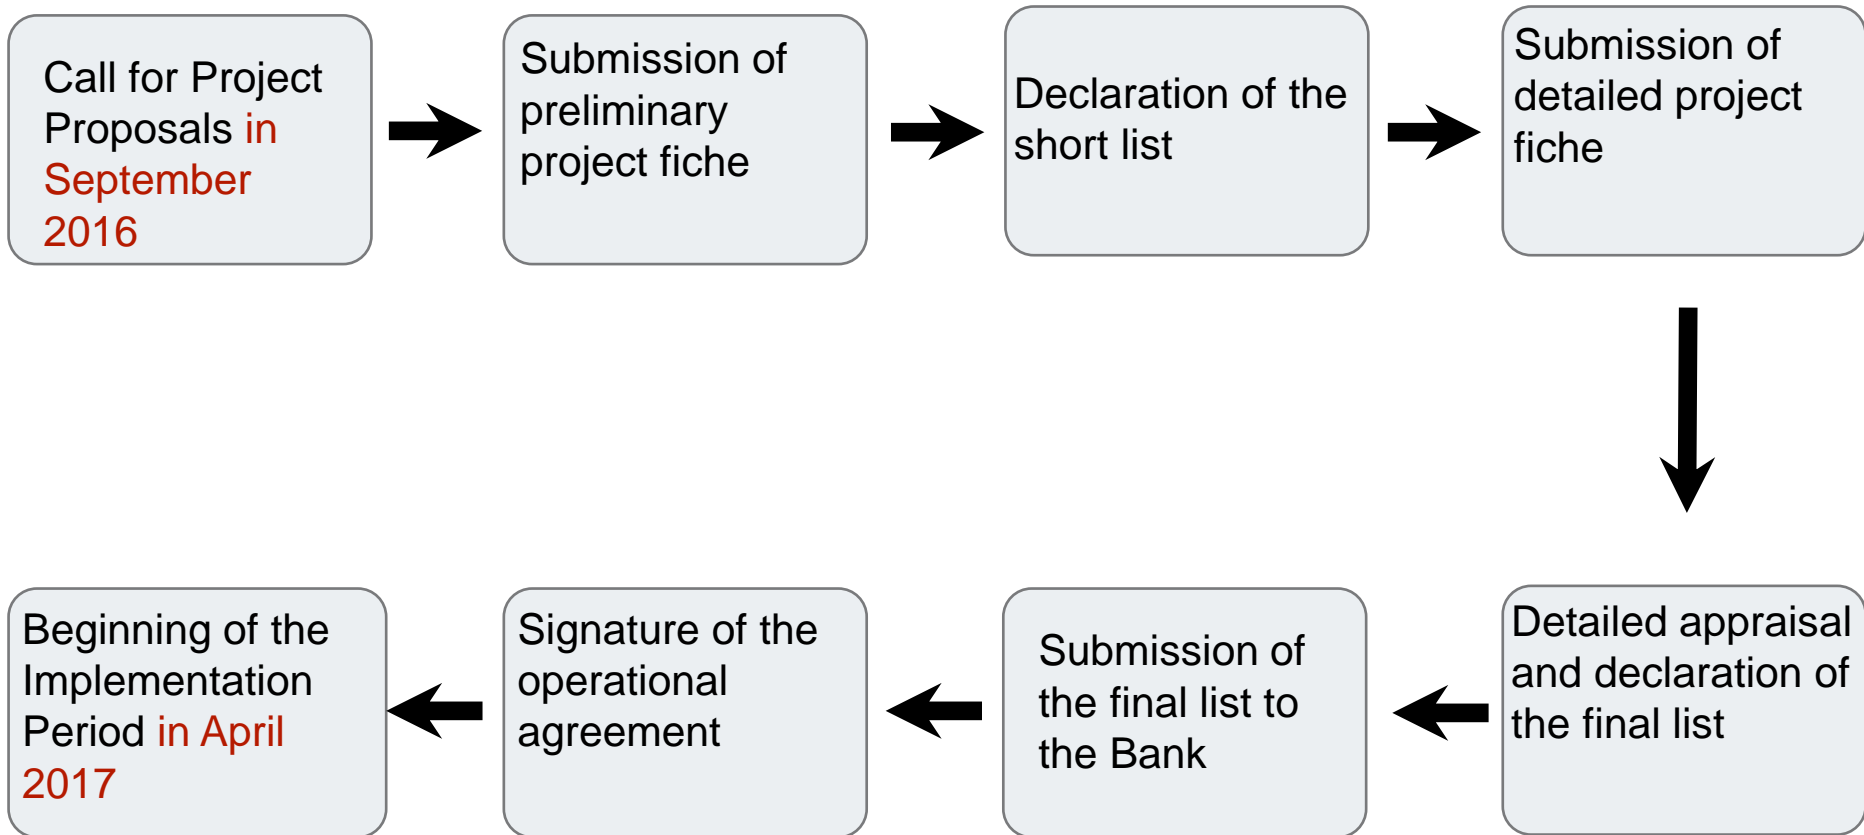 Call for Project
Proposals in
September
2016
Submission of
preliminary
project fiche
Declaration of the
short list
Submission of
detailed project
fiche
Detailed appraisal
and declaration of
the final list
Submission of
the final list to
the Bank
Signature of the
operational
agreement
Beginning of the
Implementation
Period in April
2017